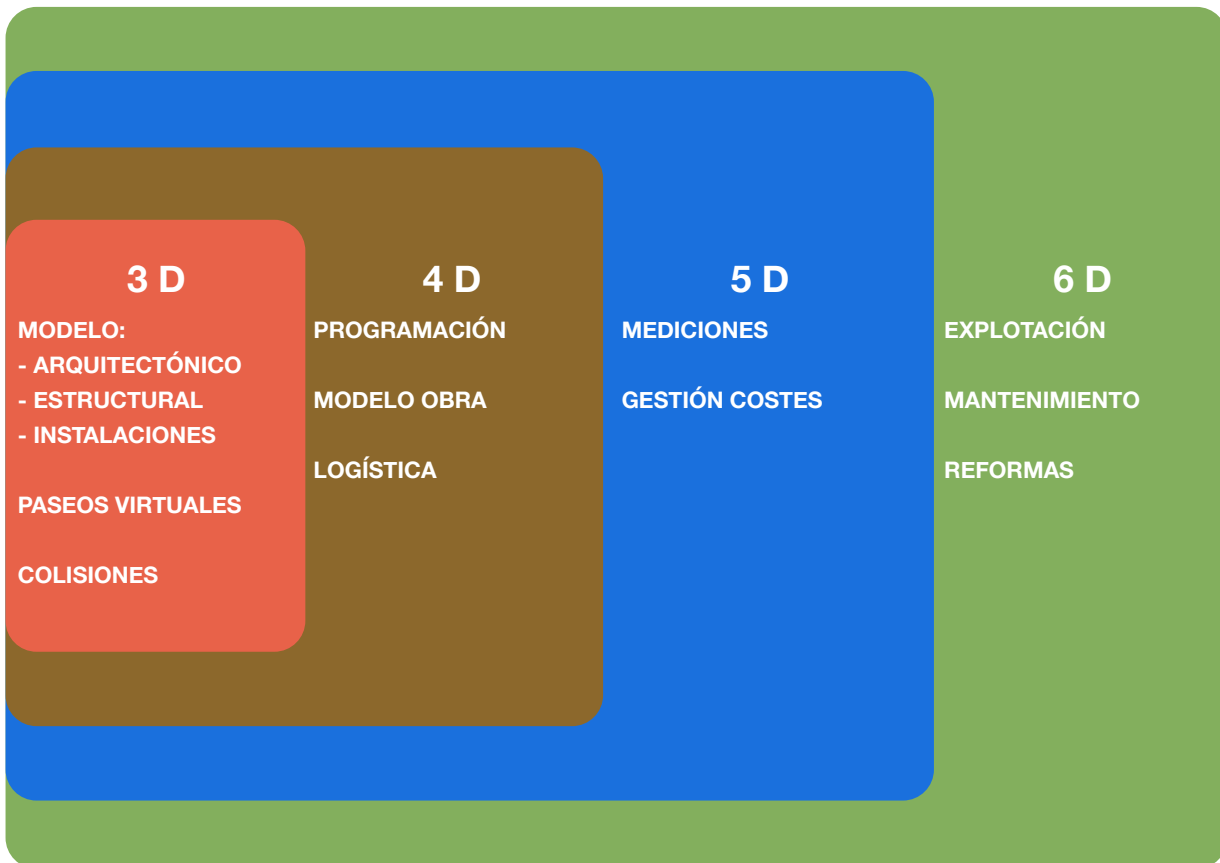 3 D
MODELO:
- ARQUITECTÓNICO
- ESTRUCTURAL
- INSTALACIONES
PASEOS VIRTUALES
COLISIONES
4 D
PROGRAMACIÓN
MODELO OBRA
LOGÍSTICA
5 D
MEDICIONES
GESTIÓN COSTES
6 D
EXPLOTACIÓN
MANTENIMIENTO
REFORMAS